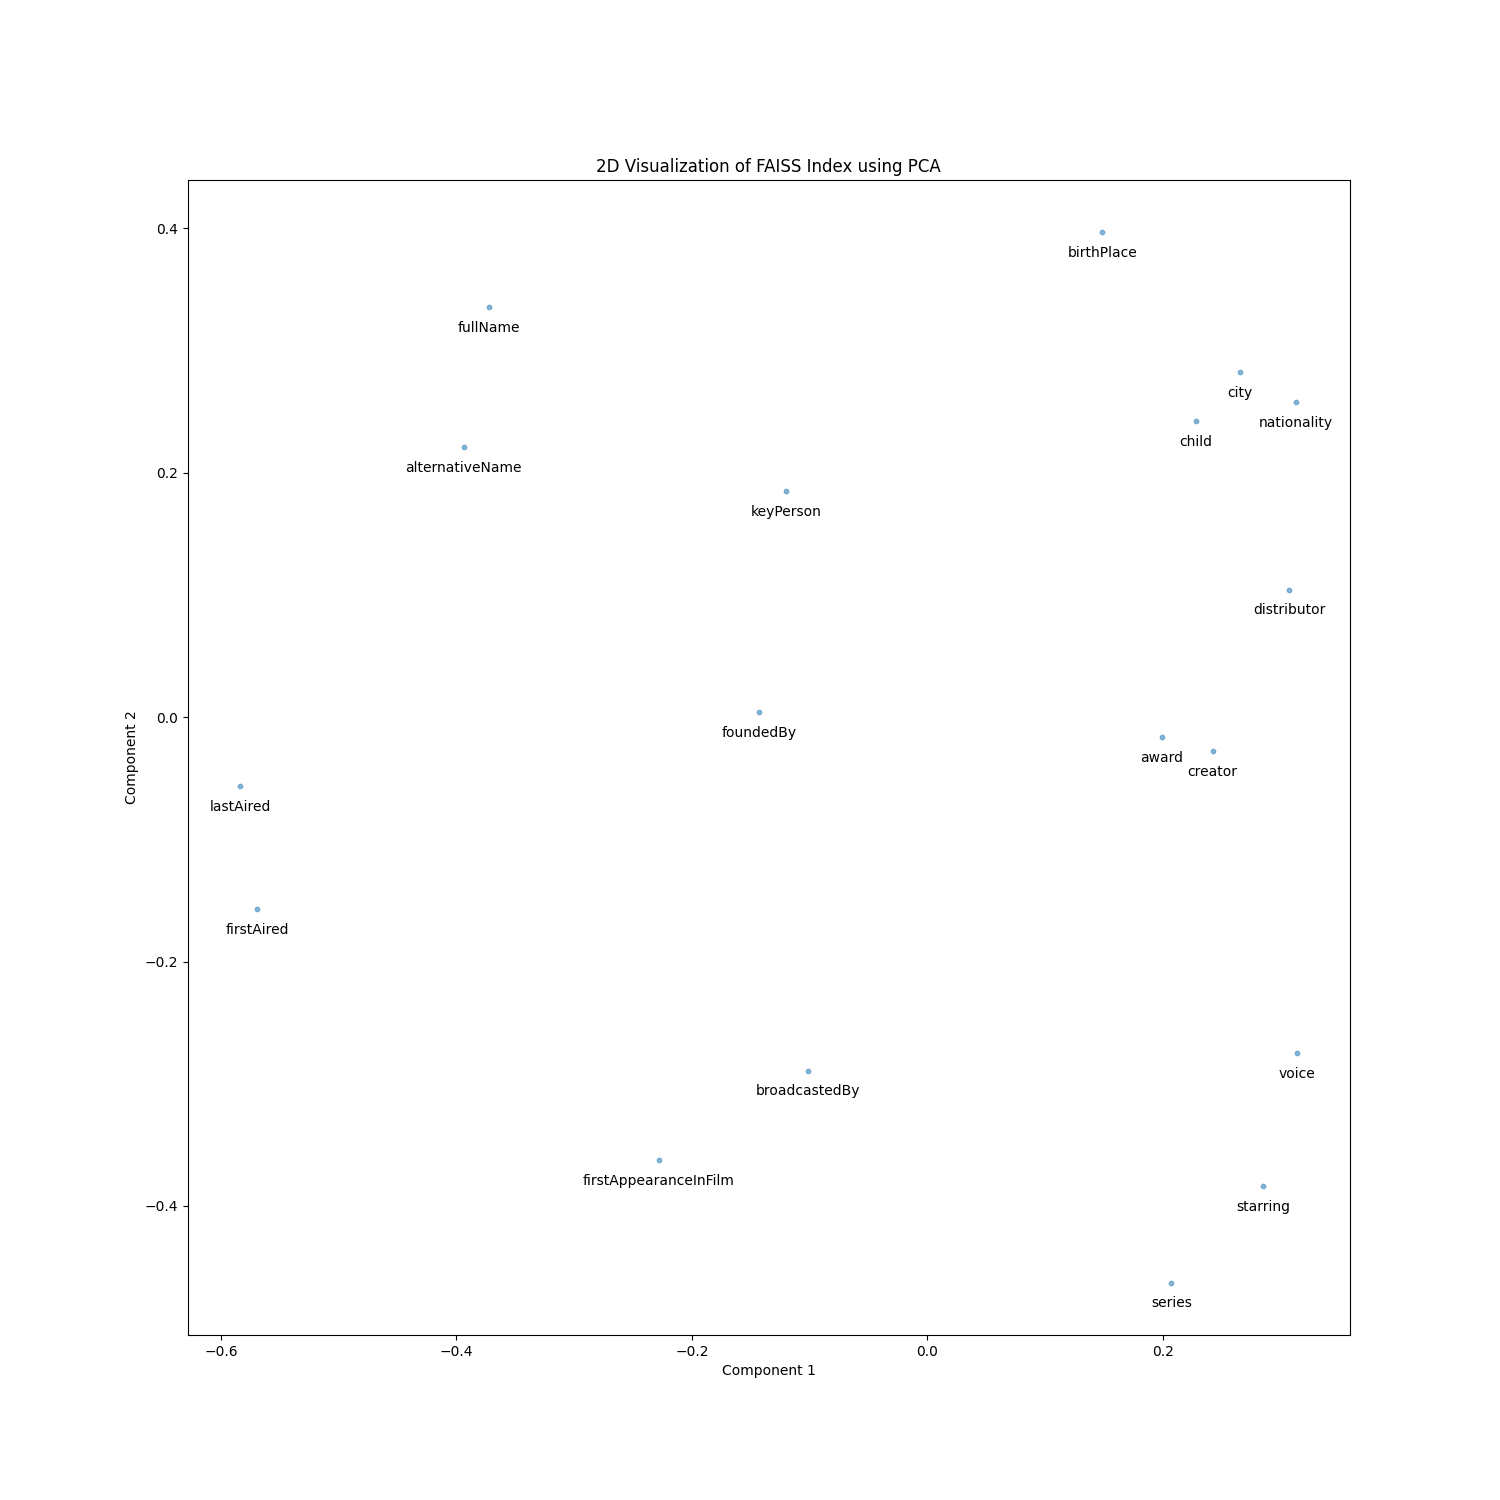 2D Visualization of FAISS Index using PCA
0.4
birthPlace
fullName
city
nationality
child
alternativeName
0.2
keyPerson
distributor
0.0
foundedBy
award
creator
Component 2
lastAired
firstAired
−0.2
voice
broadcastedBy
firstAppearanceInFilm
−0.4
starring
series
−0.6
−0.4
−0.2
0.0
0.2
Component 1